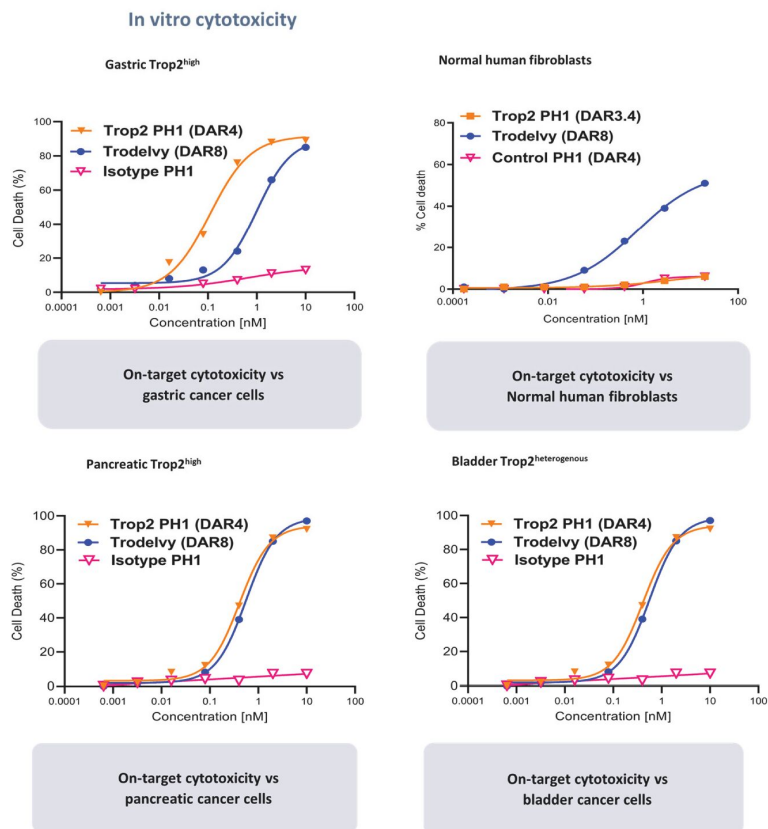 In vitro cytotoxicity
Gastric Trop2high
Cell Death (%)
100
80
60
40
20
0
Trop2 PH1 (DAR4)
Trodelvy (DAR8)
Isotype PH1
0.0001 0.001 0.01 0.1 1 10 100
Concentration [nM]
On-target cytotoxicity vs
gastric cancer cells
Normal human fibroblasts
% Cell death
80
60
40
20
0
Trop2 PH1 (DAR3.4)
Trodelvy (DAR8)
Control PH1 (DAR4)
0.0001 0.01 1 100
Concentration [nM]
On-target cytotoxicity vs
Normal human fibroblasts
Pancreatic Trop2high
Cell Death (%)
100
80
60
40
20
0
Trop2 PH1 (DAR4)
Trodelvy (DAR8)
Isotype PH1
0.0001 0.001 0.01 0.1 1 10 100
Concentration [nM]
On-target cytotoxicity vs
pancreatic cancer cells
Bladder Trop2heterogenous
Cell Death (%)
100
80
60
40
20
0
Trop2 PH1 (DAR4)
Trodelvy (DAR8)
Isotype PH1
0.0001 0.001 0.01 0.1 1 10 100
Concentration [nM]
On-target cytotoxicity vs
bladder cancer cells